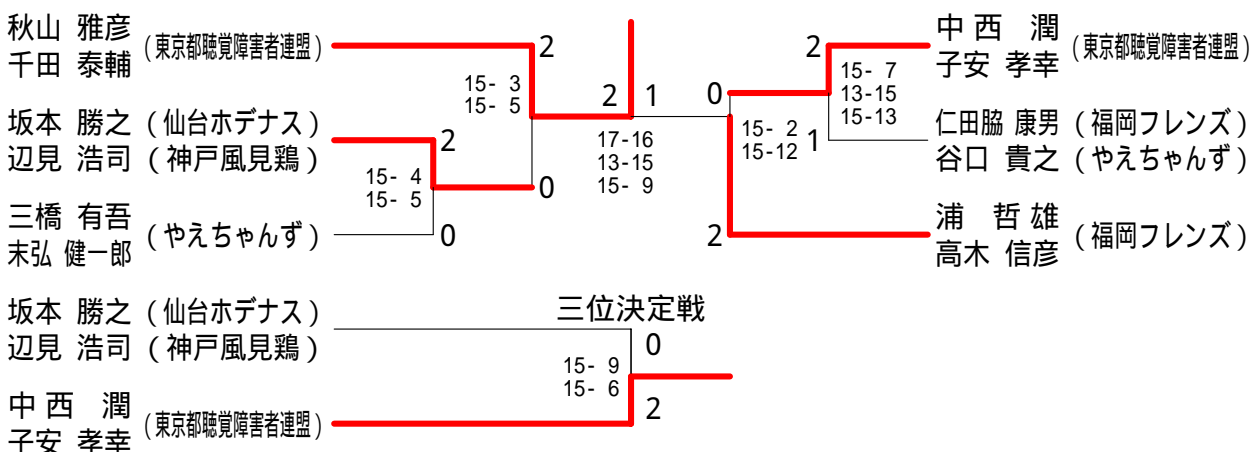 秋山 雅彦
千田 泰輔
(東京都聴覚障害者連盟)
2
15- 3
15- 5
坂本 勝之 (仙台ホデナス)
辺見 浩司 (神戸風見鶏)
2
15- 4
15- 5
0
三橋 有吾
末弘 健一郎
(やえちゃんず)
0
2 1
17-16
13-15
15- 9
0
15- 2
15-12
2
2
15- 7
13-15
15-13
1
中西 潤
子安 孝幸
(東京都聴覚障害者連盟)
仁田脇 康男 (福岡フレンズ)
谷口 貴之 (やえちゃんず)
浦 哲雄
高木 信彦
(福岡フレンズ)
三位決定戦
坂本 勝之 (仙台ホデナス)
辺見 浩司 (神戸風見鶏)
0
15- 9
15- 6
2
中西 潤
子安 孝幸
(東京都聴覚障害者連盟)